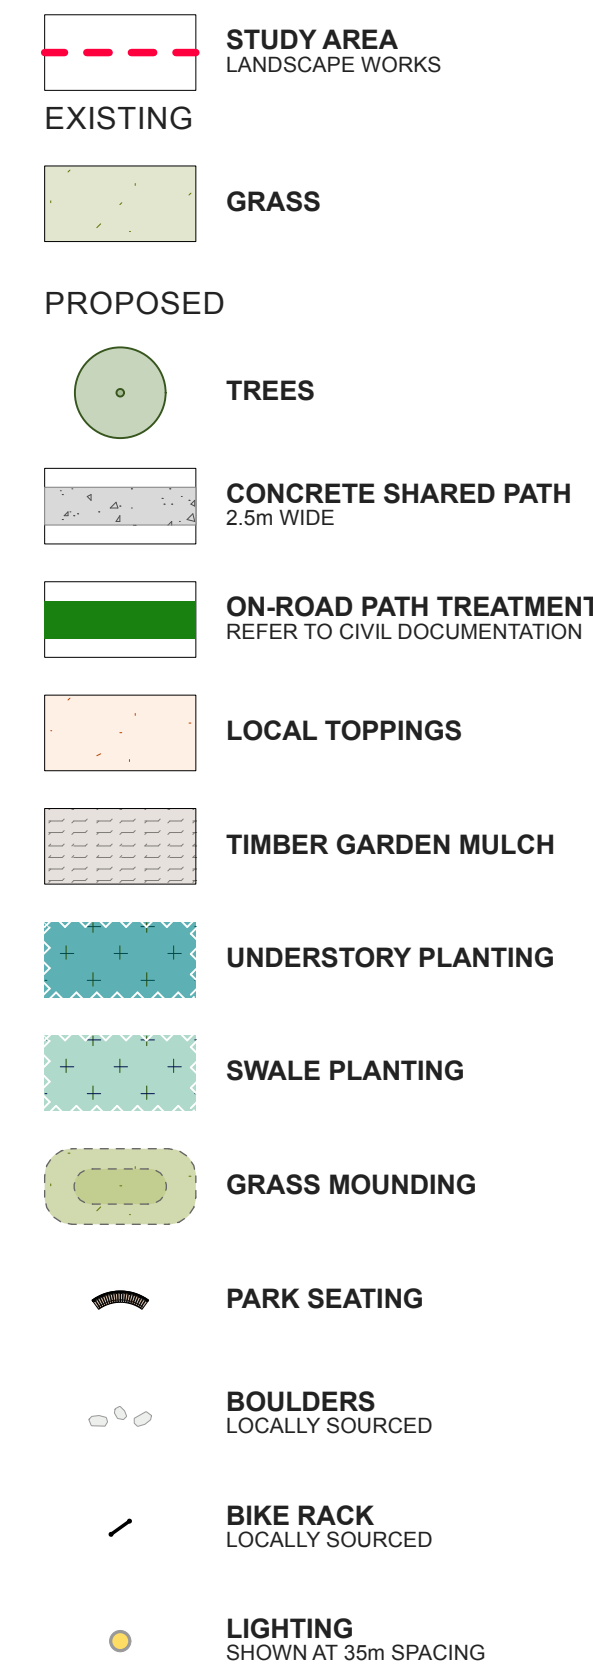 STUDY AREA
LANDSCAPE WORKS
EXISTING
GRASS
PROPOSED
TREES
CONCRETE SHARED PATH
2.5m WIDE
ON-ROAD PATH TREATMENT
REFER TO CIVIL DOCUMENTATION
LOCAL TOPPINGS
TIMBER GARDEN MULCH
UNDERSTORY PLANTING
SWALE PLANTING
GRASS MOUNDING
PARK SEATING
BOULDERS
LOCALLY SOURCED
BIKE RACK
LOCALLY SOURCED
LIGHTING
SHOWN AT 35m SPACING